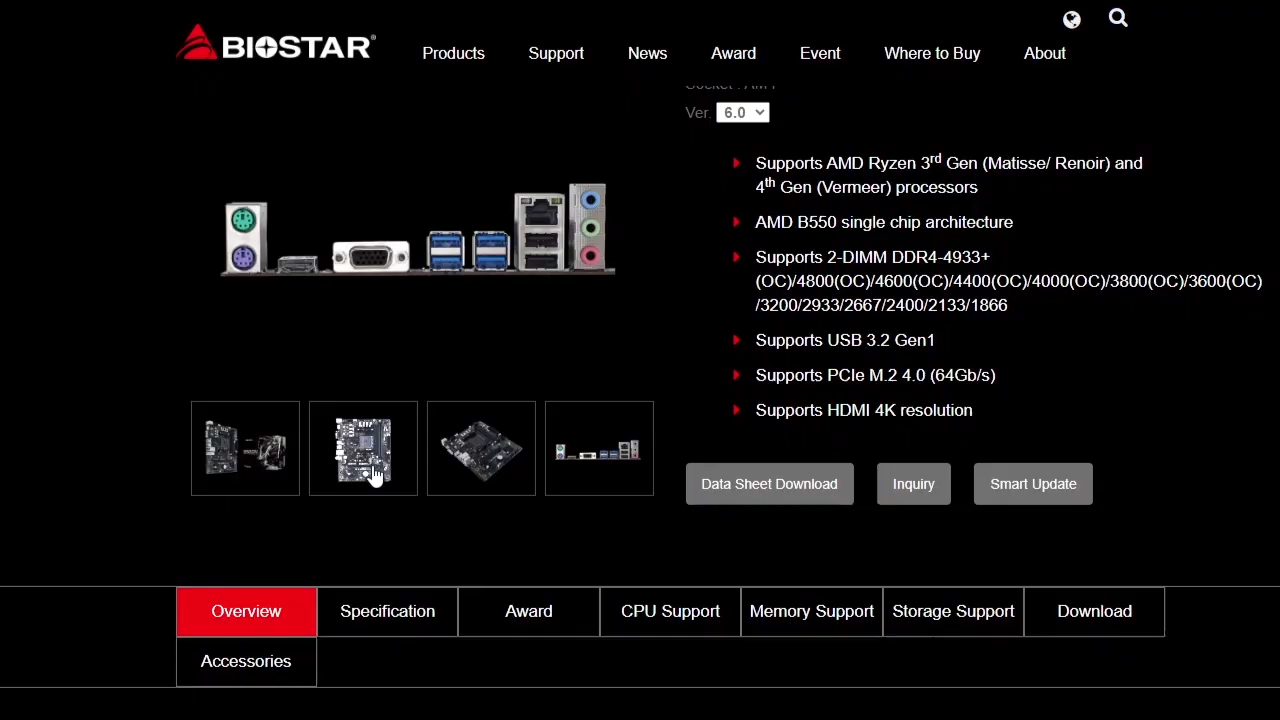 BIOSTAR
Products
Support
News
Award
Event
Where to Buy
About
Ver. 6.0
Supports AMD Ryzen 3rd Gen (Matisse/ Renoir) and
4th Gen (Vermeer) processors
AMD B550 single chip architecture
Supports 2-DIMM DDR4-4933+
(OC)/4800(OC)/4600(OC)/4400(OC)/4000(OC)/3800(OC)/3600(OC)
/3200/2933/2667/2400/2133/1866
Supports USB 3.2 Gen1
Supports PCIe M.2 4.0 (64Gb/s)
Supports HDMI 4K resolution
Data Sheet Download
Inquiry
Smart Update
Overview
Specification
Award
CPU Support
Memory Support
Storage Support
Download
Accessories